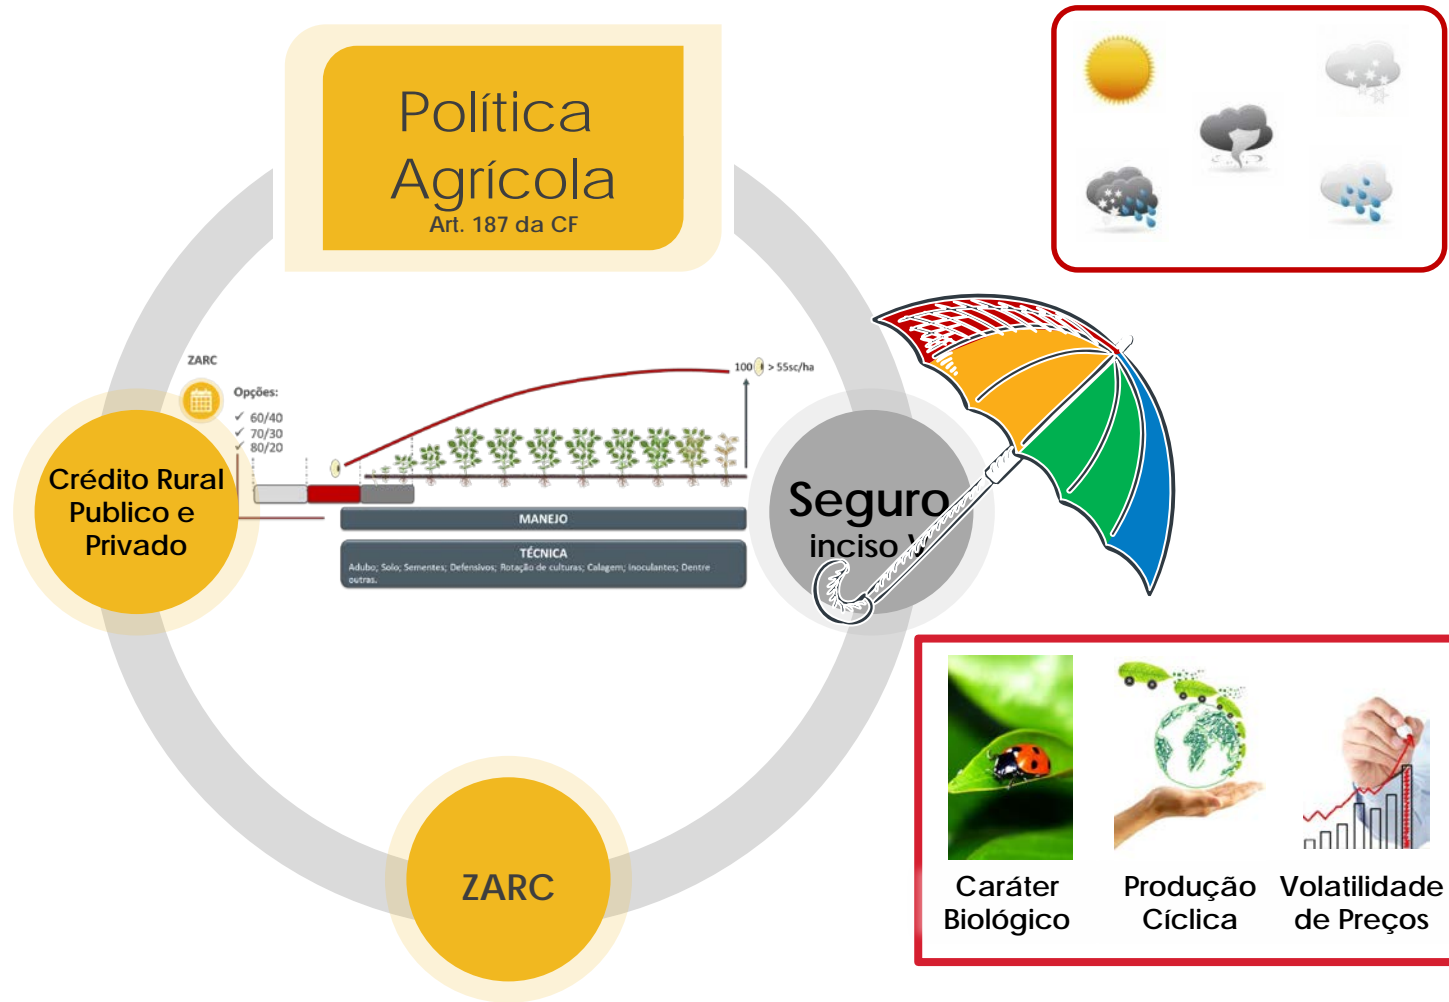 Política
Agrícola
Art. 187 da CF
ZARC
Opções:
✓ 60/40
✓ 70/30
✓ 80/20
100 > 55sc/ha
Crédito Rural
Publico e
Privado
MANEJO
TÉCNICA
Adubo; Solo; Sementes; Defensivos; Rotação de culturas; Calagem; Inoculantes; Dentre
outras.
Seguro
inciso V
ZARC
Caráter
Biológico
Produção
Cíclica
Volatilidade
de Preços